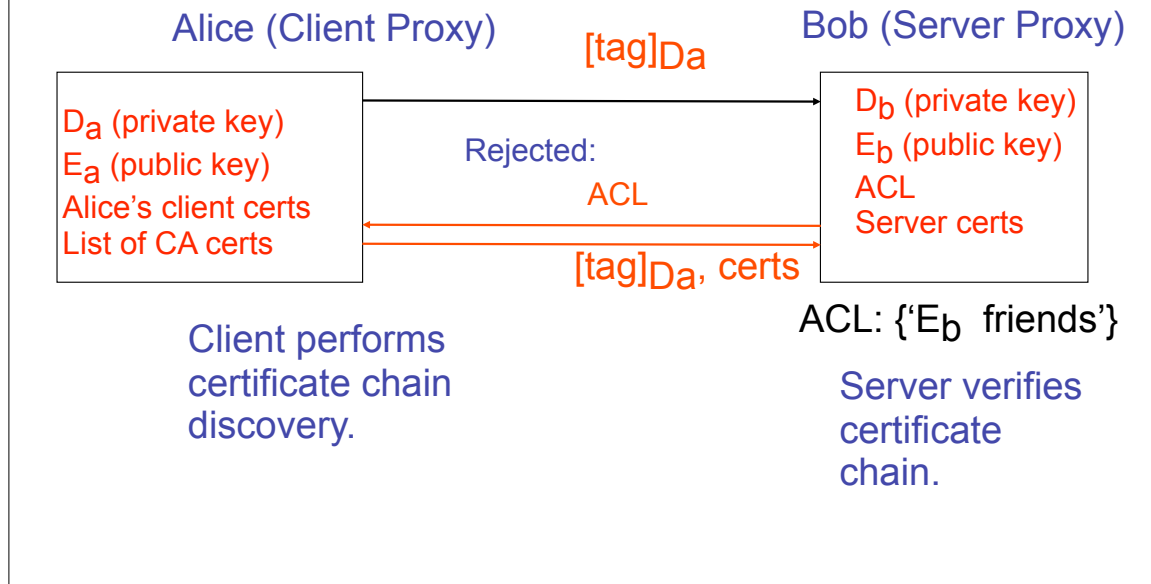 Alice (Client Proxy)
Bob (Server Proxy)
[tag]Da
Da (private key)
Ea (public key)
Alice's client certs
List of CA certs
Rejected:
ACL
[tag]Da, certs
Db (private key)
Eb (public key)
ACL
Server certs
ACL: {‘Eb friends’}
Client performs
certificate chain
discovery.
Server verifies
certificate
chain.